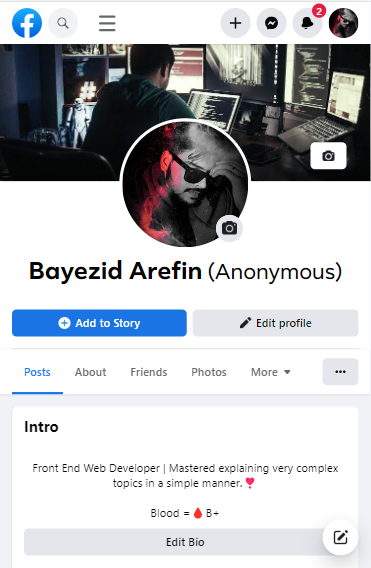 2
Bayezid Arefin (Anonymous)
Add to Story
Edit profile
Posts
About
Friends
Photos
More
Intro
Front End Web Developer | Mastered explaining very complex
topics in a simple manner.❣️
Blood = 🩸 B+
Edit Bio